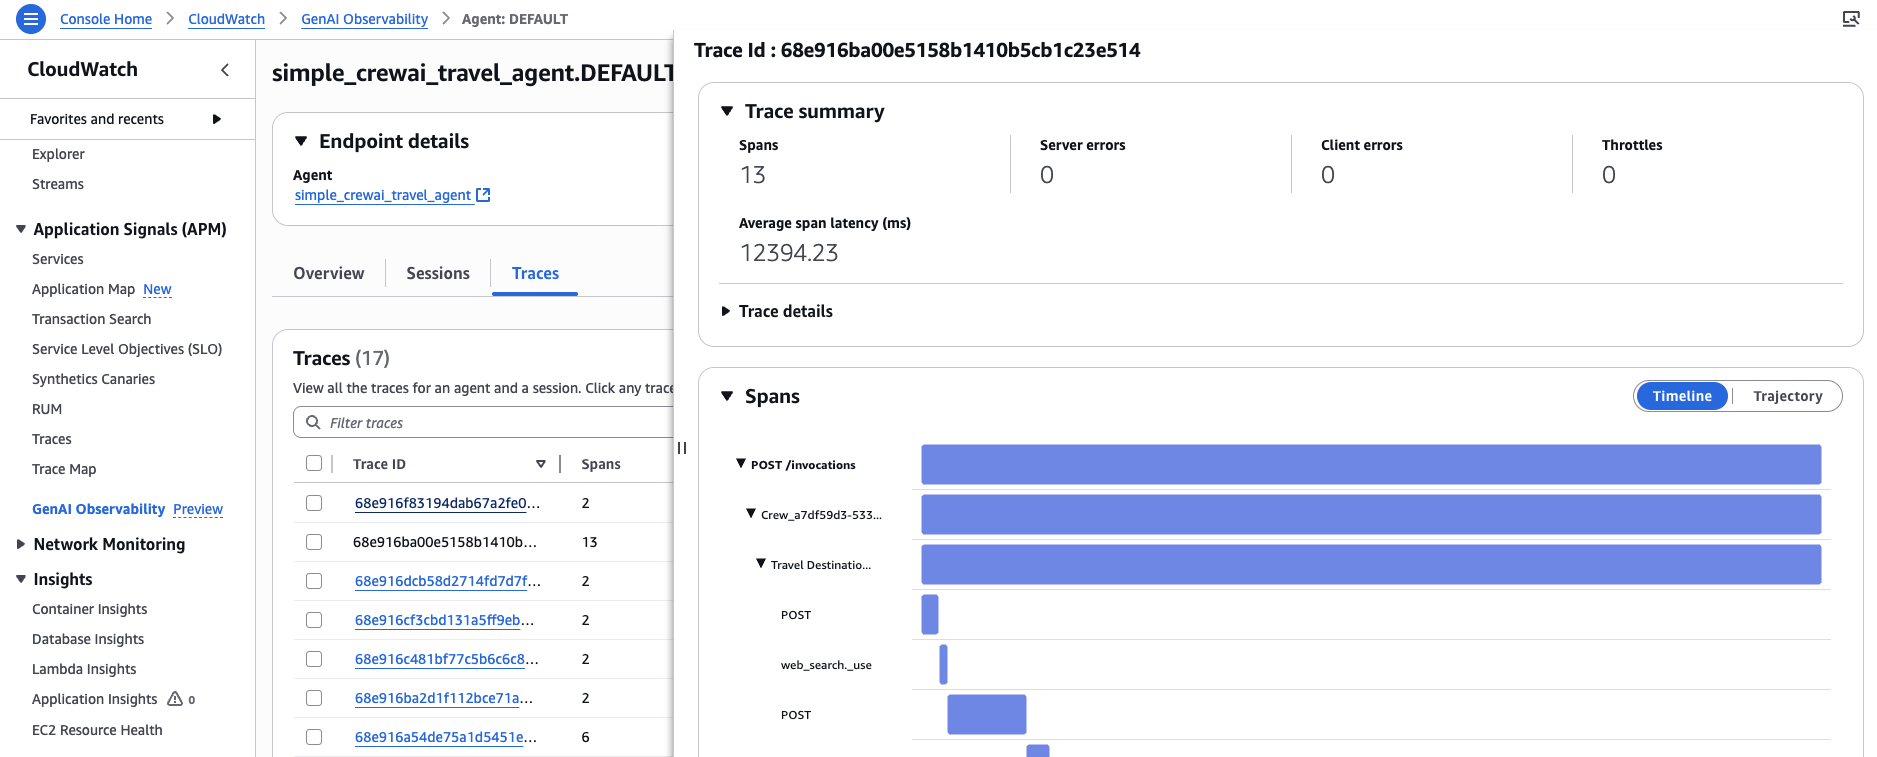 Console Home
CloudWatch
GenAI Observability
Agent: DEFAULT
CloudWatch
Favorites and recents
Explorer
Streams
Application Signals (APM)
Services
Application Map New
Transaction Search
Service Level Objectives (SLO)
Synthetics Canaries
RUM
Traces
Trace Map
GenAI Observability Preview
Network Monitoring
Insights
Container Insights
Database Insights
Lambda Insights
Application Insights 0
EC2 Resource Health
simple_crewai_travel_agent.DEFAULT
Endpoint details
Agent
simple_crewai_travel_agent
Overview
Sessions
Traces
Traces (17)
View all the traces for an agent and a session. Click any trace
Filter traces
Trace ID Spans
68e916f83194dab67a2fe0... 2
68e916ba00e5158b1410b... 13
68e916dcb58d2714fd7d7f... 2
68e916cf3cbd131a5ff9eb... 2
68e916c481bf77c5b6c6c8... 2
68e916ba2d1f112bce71a... 2
68e916a54de75a1d5451e... 6
Trace Id : 68e916ba00e5158b1410b5cb1c23e514
Trace summary
Spans
13
Server errors
0
Client errors
0
Throttles
0
Average span latency (ms)
12394.23
Trace details
Spans
Timeline
Trajectory
POST /invocations
Crew_a7df59d3-533...
Travel Destinatio...
POST
web_search._use
POST